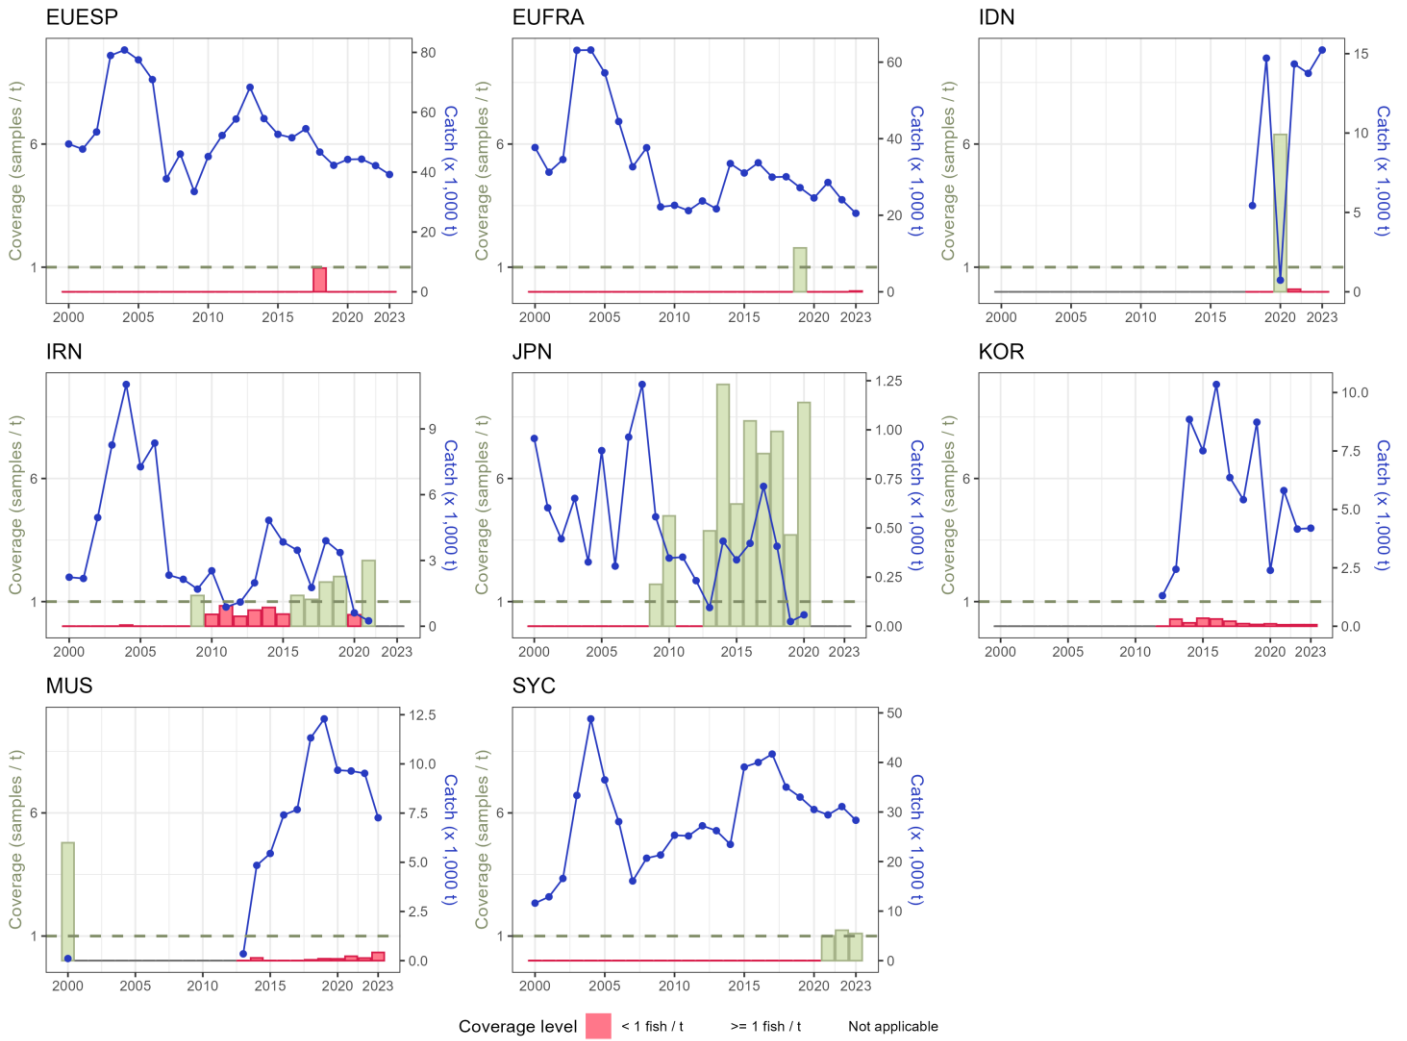 EUESP
EUFRA
IDN
Coverage (samples / t)
6
1
80
60
40
20
0
Catch (x 1,000 t)
2000 2005 2010 2015 2020 2023
Coverage (samples / t)
6
1
60
40
20
0
Catch (x 1,000 t)
2000 2005 2010 2015 2020 2023
Coverage (samples / t)
6
1
15
10
5
0
Catch (x 1,000 t)
2000 2005 2010 2015 2020 2023
IRN
JPN
KOR
Coverage (samples / t)
6
1
9
6
3
0
Catch (x 1,000 t)
2000 2005 2010 2015 2020 2023
Coverage (samples / t)
6
1
1.25
1.00
0.75
0.50
0.25
0.00
Catch (x 1,000 t)
2000 2005 2010 2015 2020 2023
Coverage (samples / t)
6
1
10.0
7.5
5.0
2.5
0.0
Catch (x 1,000 t)
2000 2005 2010 2015 2020 2023
MUS
SYC
Coverage (samples / t)
6
1
12.5
10.0
7.5
5.0
2.5
0.0
Catch (x 1,000 t)
2000 2005 2010 2015 2020 2023
Coverage (samples / t)
6
1
50
40
30
20
10
0
Catch (x 1,000 t)
2000 2005 2010 2015 2020 2023
Coverage level < 1 fish / t >= 1 fish / t Not applicable